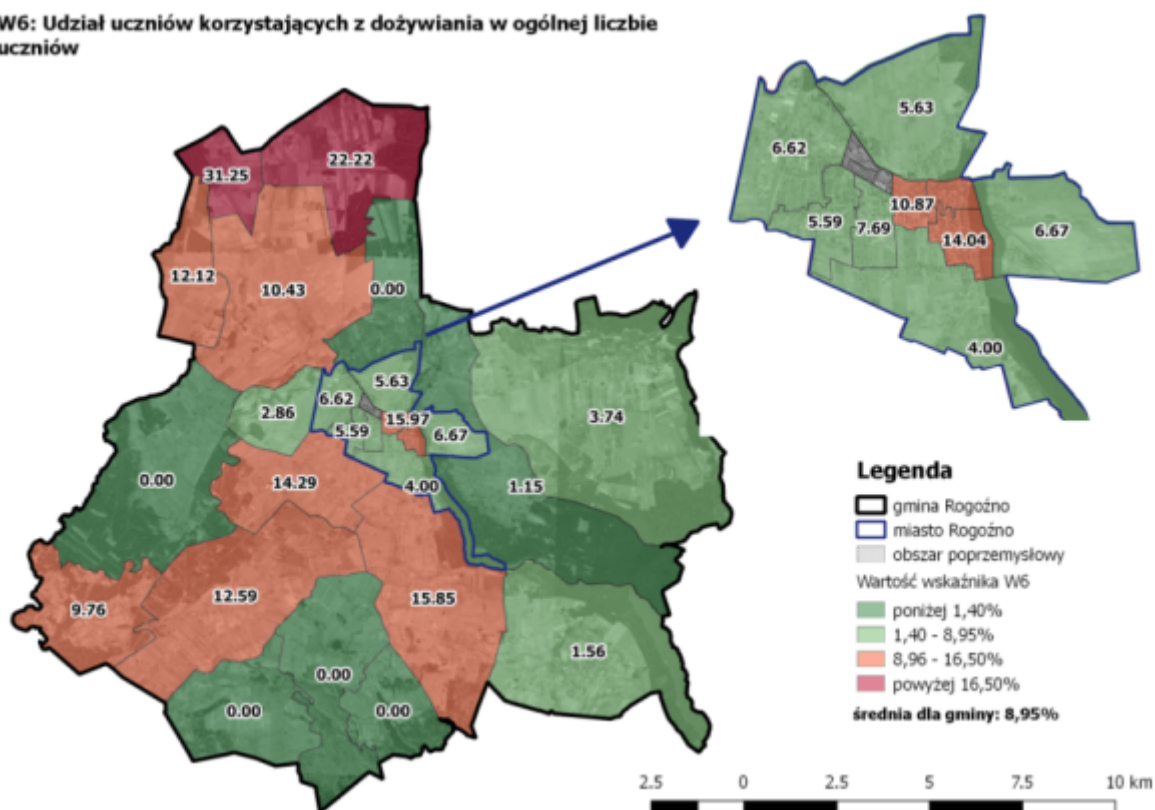 W6: Udział uczniów korzystających z dożywiania w ogólnej liczbie
uczniów
31.25
22.22
12.12
10.43
0.00
5.63
6.62
2.86
15.97
5.59
6.67
3.74
0.00
14.29
4.00
1.15
9.76
12.59
15.85
1.56
0.00
0.00
0.00
5.63
6.62
10.87
5.59
7.69
14.04
6.67
4.00
Legenda
gmina Rogoźno
miasto Rogoźno
obszar poprzemysłowy
Wartość wskaźnika W6
poniżej 1,40%
1,40 - 8,95%
8,96 - 16,50%
powyżej 16,50%
średnia dla gminy: 8,95%
2.5 0 2.5 5 7.5 10 km